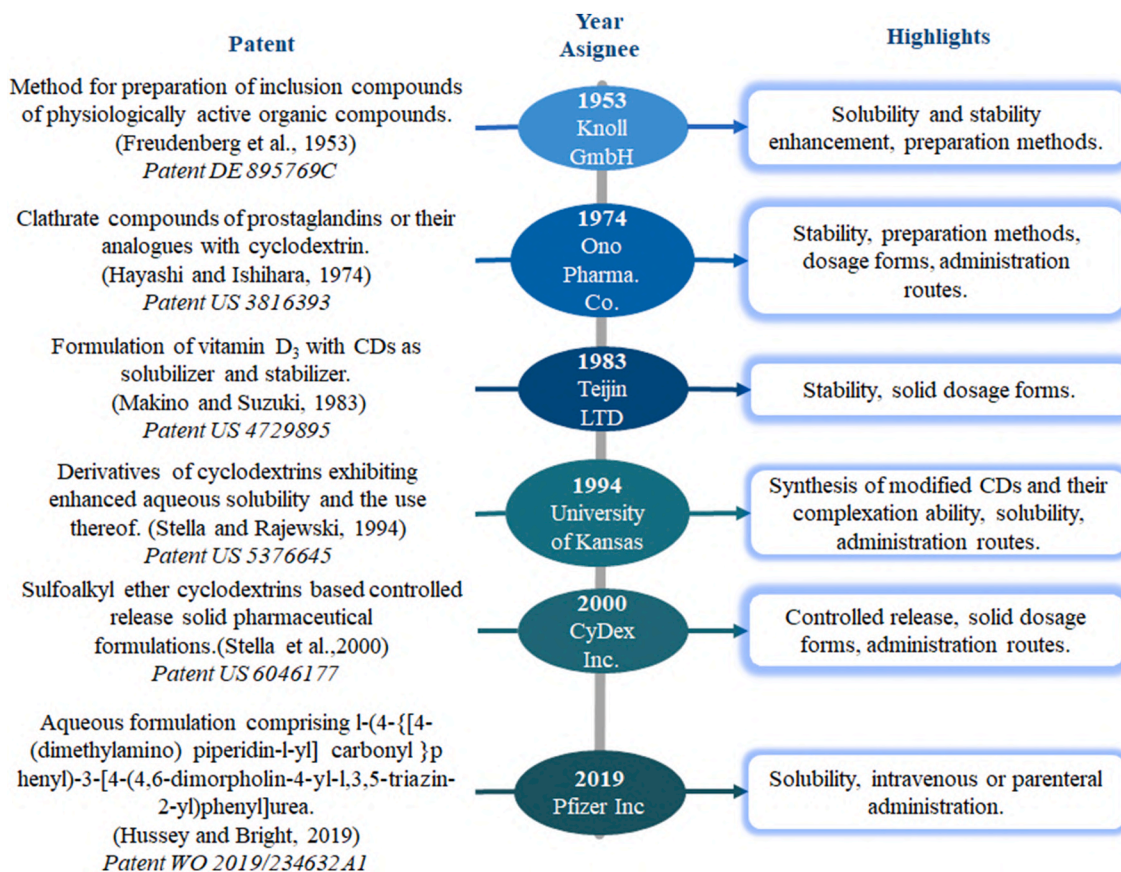 Patent
Year
Asignee
Highlights
Method for preparation of inclusion compounds
of physiologically active organic compounds.
(Freudenberg et al., 1953)
Patent DE 895769C
1953
Knoll
GmbH
Solubility and stability
enhancement, preparation methods.
Clathrate compounds of prostaglandins or their
analogues with cyclodextrin.
(Hayashi and Ishihara, 1974)
Patent US 3816393
1974
Ono
Pharma.
Co.
Stability, preparation methods,
dosage forms, administration
routes.
Formulation of vitamin D₃ with CDs as
solubilizer and stabilizer.
(Makino and Suzuki, 1983)
Patent US 4729895
1983
Teijin
LTD
Stability, solid dosage forms.
Derivatives of cyclodextrins exhibiting
enhanced aqueous solubility and the use
thereof. (Stella and Rajewski, 1994)
Patent US 5376645
1994
University
of Kansas
Synthesis of modified CDs and their
complexation ability, solubility,
administration routes.
Sulfoalkyl ether cyclodextrins based controlled
release solid pharmaceutical
formulations.(Stella et al.,2000)
Patent US 6046177
2000
CyDex
Inc.
Controlled release, solid dosage
forms, administration routes.
Aqueous formulation comprising l-(4-{[4-
(dimethylamino) piperidin-l-yl] carbonyl }p
henyl)-3-[4-(4,6-dimorpholin-4-yl-l,3,5-triazin-
2-yl)phenyl]urea.
(Hussey and Bright, 2019)
Patent WO 2019/234632A1
2019
Pfizer Inc
Solubility, intravenous or parenteral
administration.